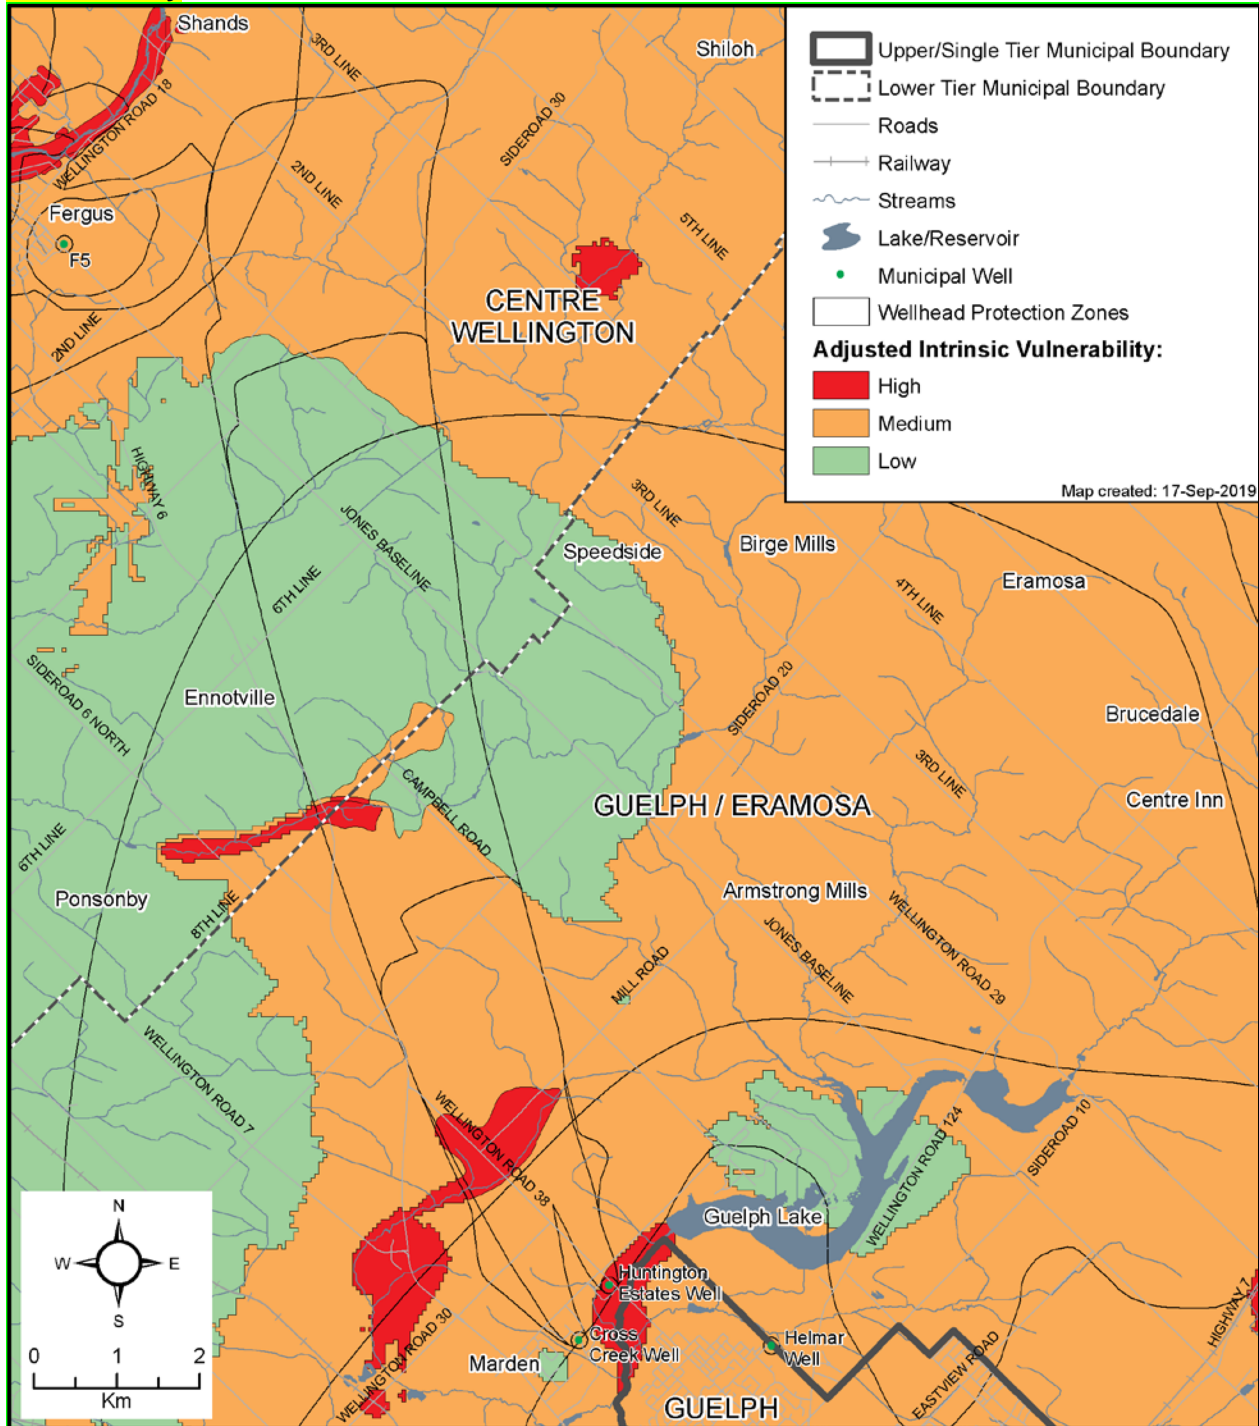 Shands
Shiloh
3RD LINE
SIDEROAD 30
WELLINGTON ROAD 18
2ND LINE
5TH LINE
Fergus
F5
2ND LINE
CENTRE
WELLINGTON
Upper/Single Tier Municipal Boundary
Lower Tier Municipal Boundary
Roads
Railway
Streams
Lake/Reservoir
Municipal Well
Wellhead Protection Zones
Adjusted Intrinsic Vulnerability:
High
Medium
Low
Map created: 17-Sep-2019
HIGHWAY 6
JONES BASELINE
6TH LINE
3RD LINE
Speedside
Birge Mills
4TH LINE
Eramosa
SIDEROAD 6 NORTH
Ennotville
SIDEROAD 20
Brucedale
3RD LINE
CAMPBELL ROAD
GUELPH / ERAMOSA
Centre Inn
6TH LINE
Ponsonby
8TH LINE
Armstrong Mills
WELLINGTON ROAD 29
JONES BASELINE
MILL ROAD
WELLINGTON ROAD 7
WELLINGTON ROAD 38
WELLINGTON ROAD 124
SIDEROAD 10
Guelph Lake
N
W
E
S
0
1
2
Km
Huntington
Estates Well
Cross
Creek Well
Helmar
Well
Marden
WELLINGTON ROAD 30
HIGHWAY 7
EASTVIEW ROAD
GUELPH